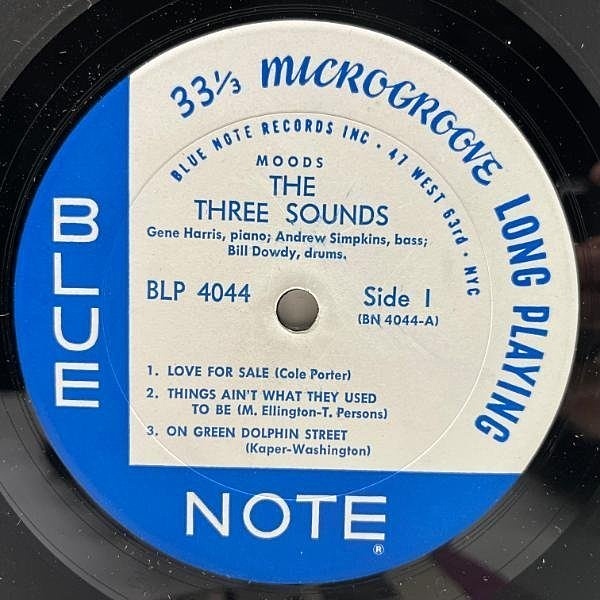 33⅓ MICROGROOVE LONG PLAYING
BLUE NOTE RECORDS INC · 47 WEST 63rd · NYC
MOODS
THE
THREE SOUNDS
Gene Harris, piano; Andrew Simpkins, bass;
Bill Dowdy, drums.
BLP 4044
Side 1
(BN 4044-A)
1. LOVE FOR SALE (Cole Porter)
2. THINGS AIN'T WHAT THEY USED
TO BE (M. Ellington-T. Persons)
3. ON GREEN DOLPHIN STREET
(Kaper-Washington)
BLUE
NOTE
®